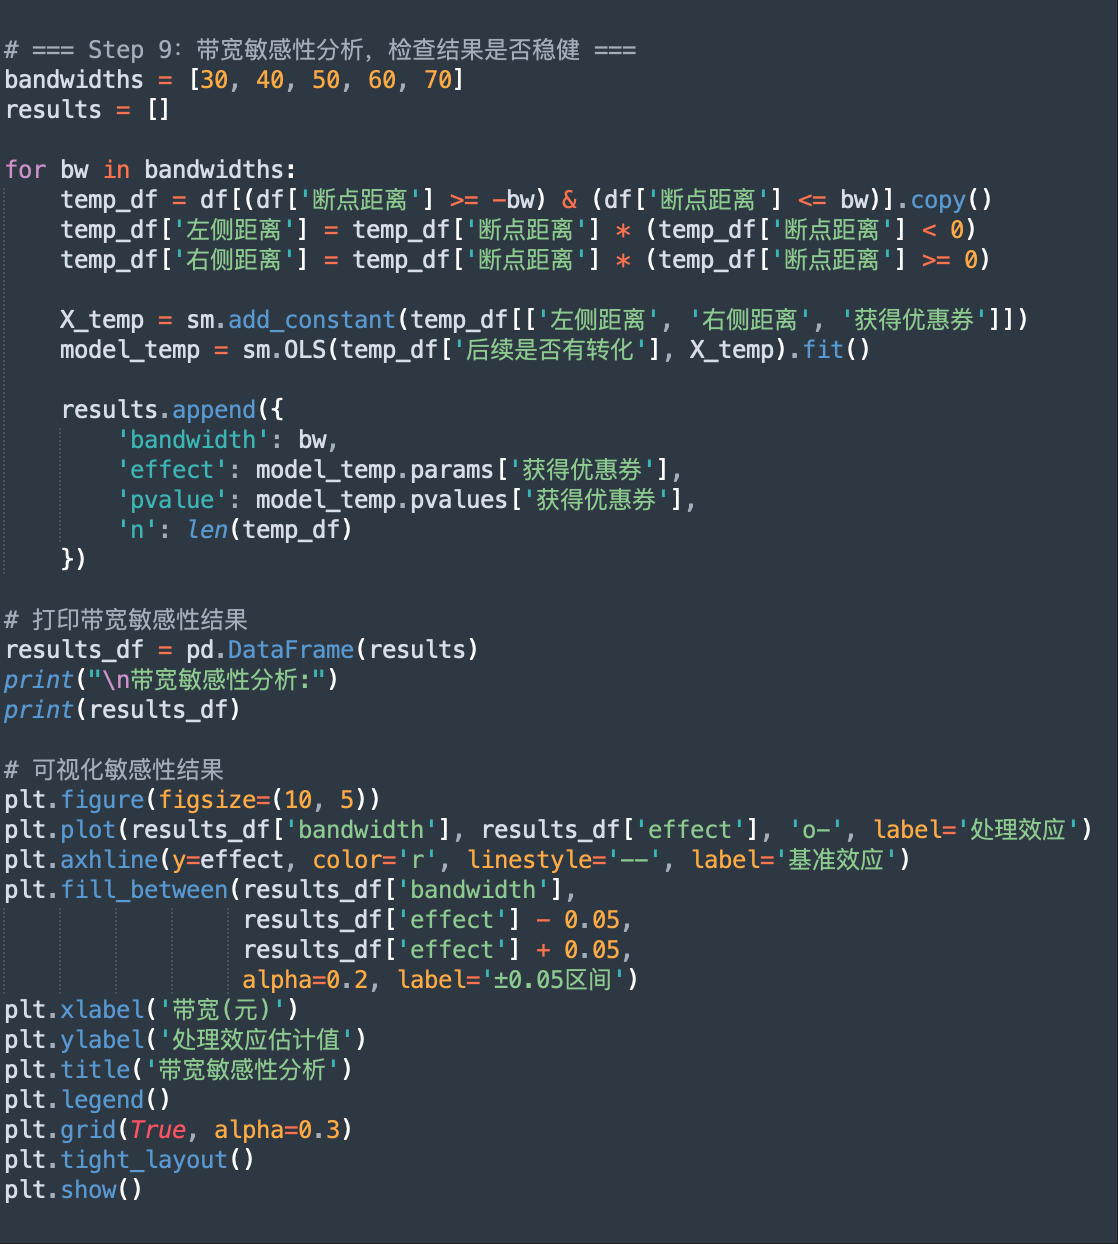 # === Step 9: 带宽敏感性分析，检查结果是否稳健 ===
bandwidths = [30, 40, 50, 60, 70]
results = []
for bw in bandwidths:
    temp_df = df[(df['断点距离'] >= -bw) & (df['断点距离'] <= bw)].copy()
    temp_df['左侧距离'] = temp_df['断点距离'] * (temp_df['断点距离'] < 0)
    temp_df['右侧距离'] = temp_df['断点距离'] * (temp_df['断点距离'] >= 0)
    X_temp = sm.add_constant(temp_df[['左侧距离', '右侧距离', '获得优惠券']])
    model_temp = sm.OLS(temp_df['后续是否有转化'], X_temp).fit()
    results.append({
        'bandwidth': bw,
        'effect': model_temp.params['获得优惠券'],
        'pvalue': model_temp.pvalues['获得优惠券'],
        'n': len(temp_df)
    })
# 打印带宽敏感性结果
results_df = pd.DataFrame(results)
print("\n带宽敏感性分析:")
print(results_df)
# 可视化敏感性结果
plt.figure(figsize=(10, 5))
plt.plot(results_df['bandwidth'], results_df['effect'], 'o-', label='处理效应')
plt.axhline(y=effect, color='r', linestyle='--', label='基准效应')
plt.fill_between(results_df['bandwidth'],
                 results_df['effect'] - 0.05,
                 results_df['effect'] + 0.05,
                 alpha=0.2, label='±0.05区间')
plt.xlabel('带宽(元)')
plt.ylabel('处理效应估计值')
plt.title('带宽敏感性分析')
plt.legend()
plt.grid(True, alpha=0.3)
plt.tight_layout()
plt.show()